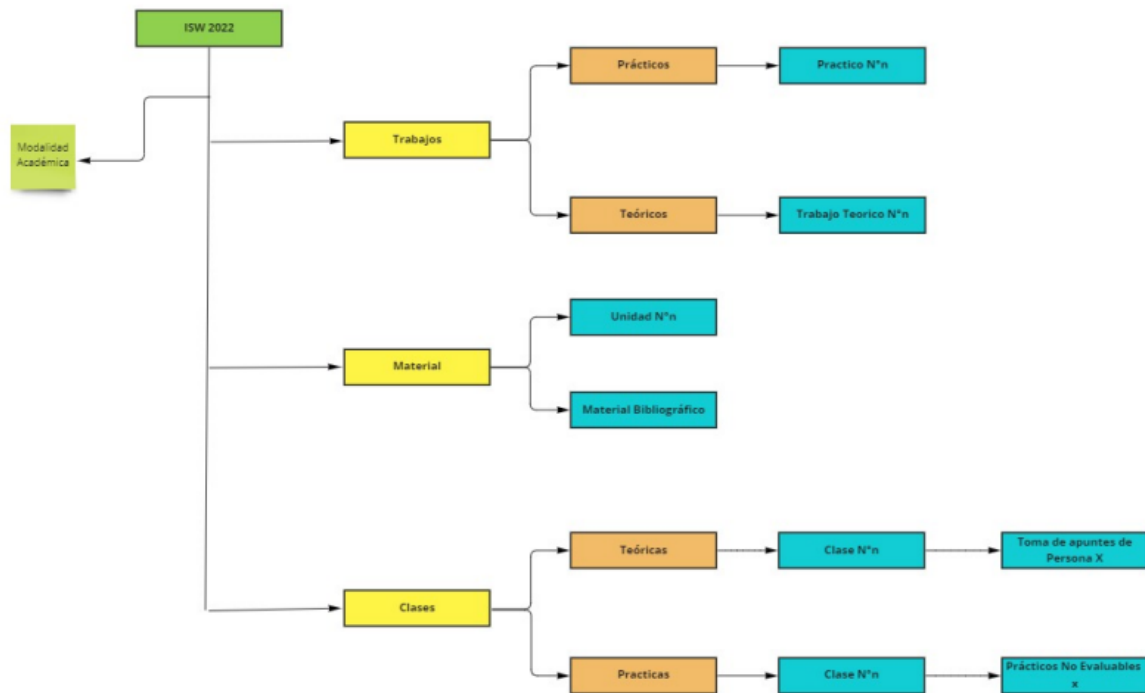 ISW 2022
Prácticos
Practico N°n
Modalidad
Académica
Trabajos
Teóricos
Trabajo Teorico N°n
Unidad N°n
Material
Material Bibliográfico
Teóricas
Clase N°n
Toma de apuntes de
Persona X
Clases
Practicas
Clase N°n
Prácticos No Evaluables
x